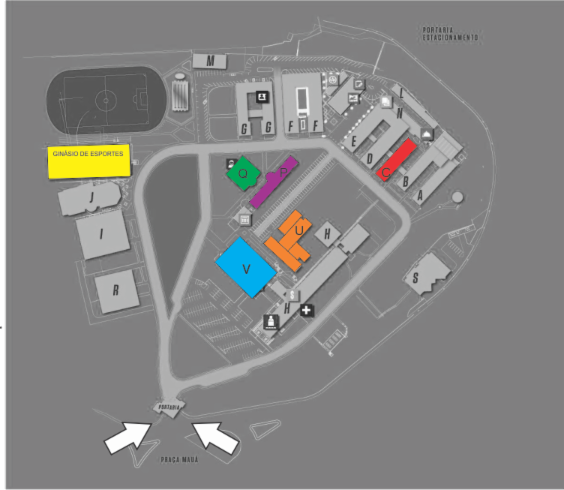 PORTARIA
ESTACIONAMENTO
M
L
N
G G
F F
E
D
C
B
A
GINÁSIO DE ESPORTES
Q
P
J
I
U
H
V
R
H
S
PORTARIA
PRAÇA MAUÁ